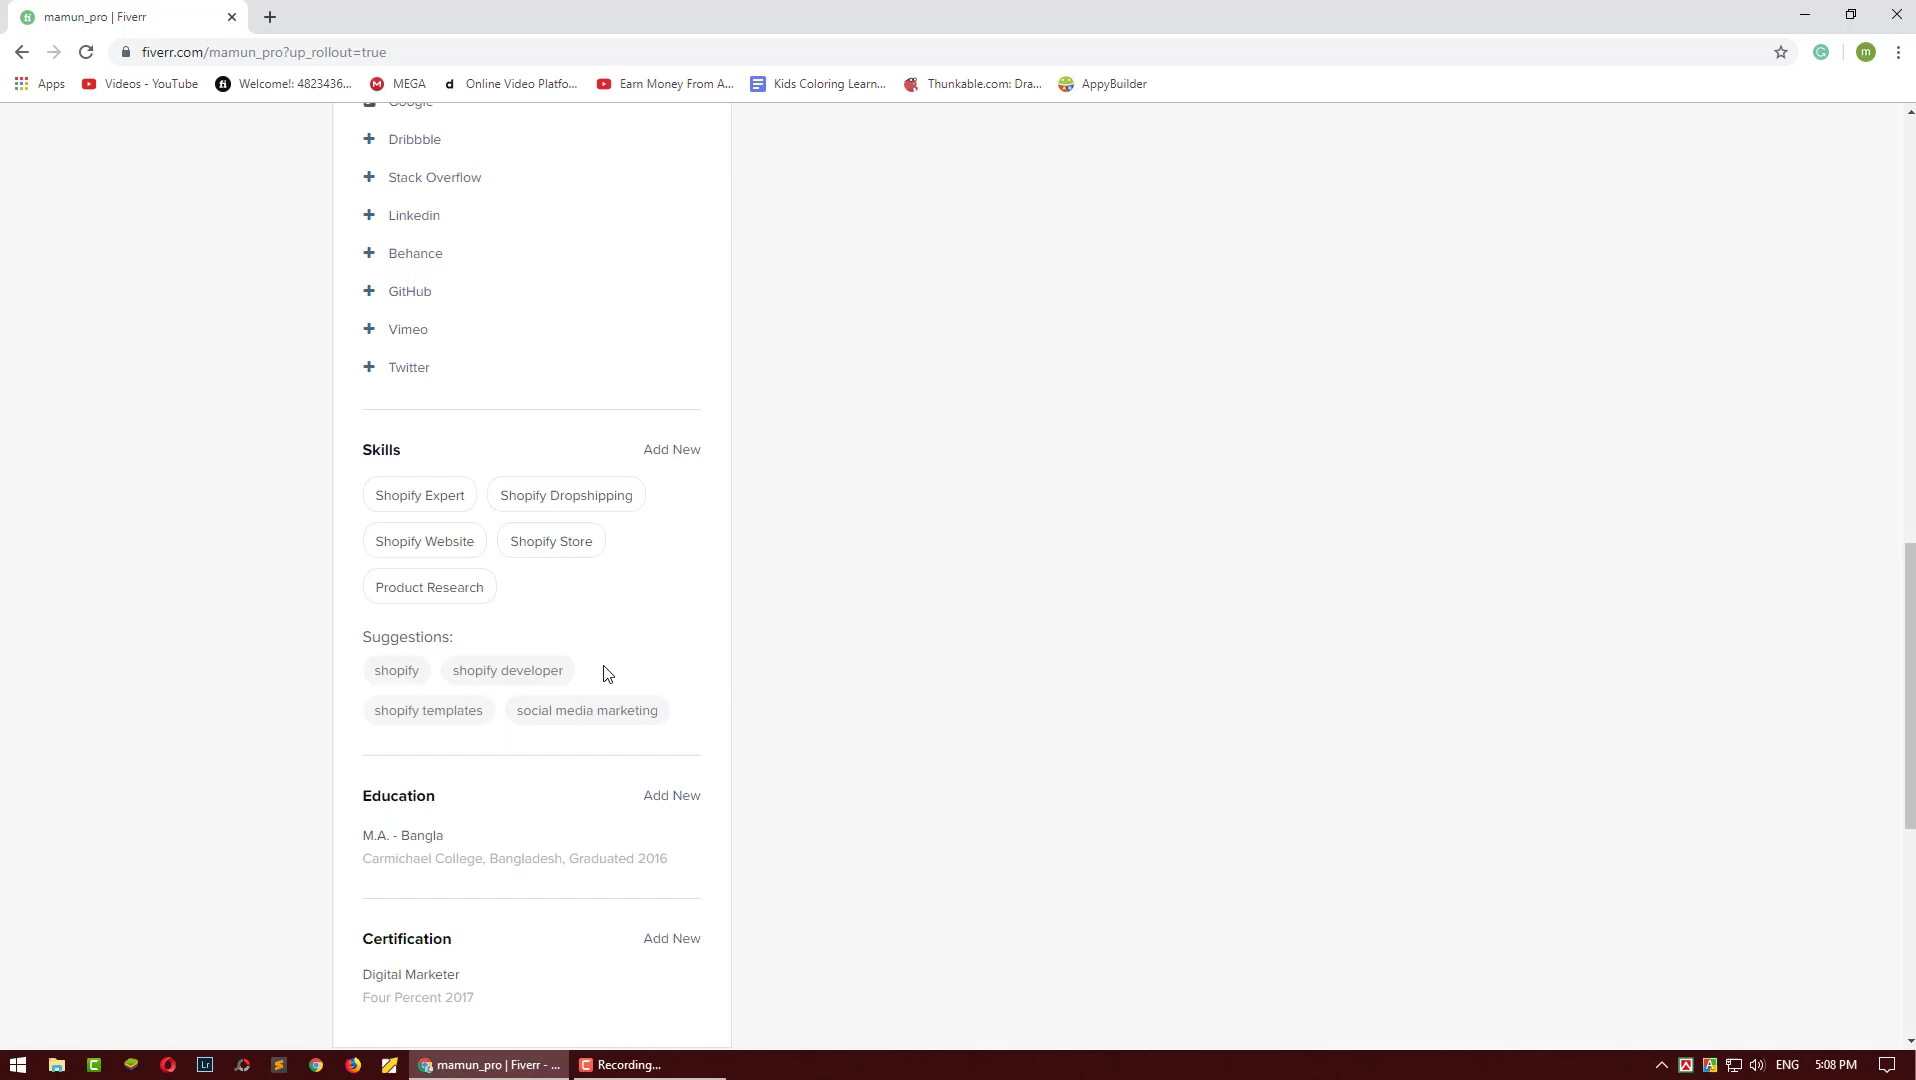 mamun_pro | Fiverr
fiverr.com/mamun_pro?up_rollout=true
m
Apps
Videos - YouTube
Welcome!: 4823436...
MEGA
Online Video Platfo...
Earn Money From A...
Kids Coloring Learn...
Thunkable.com: Dra...
AppyBuilder
Google
Dribbble
Stack Overflow
Linkedin
Behance
GitHub
Vimeo
Twitter
Skills Add New
Shopify Expert Shopify Dropshipping
Shopify Website Shopify Store
Product Research
Suggestions:
shopify shopify developer
shopify templates social media marketing
Education Add New
M.A. - Bangla
Carmichael College, Bangladesh, Graduated 2016
Certification Add New
Digital Marketer
Four Percent 2017
Lr
mamun_pro | Fiverr - ...
Recording...
ENG
5:08 PM